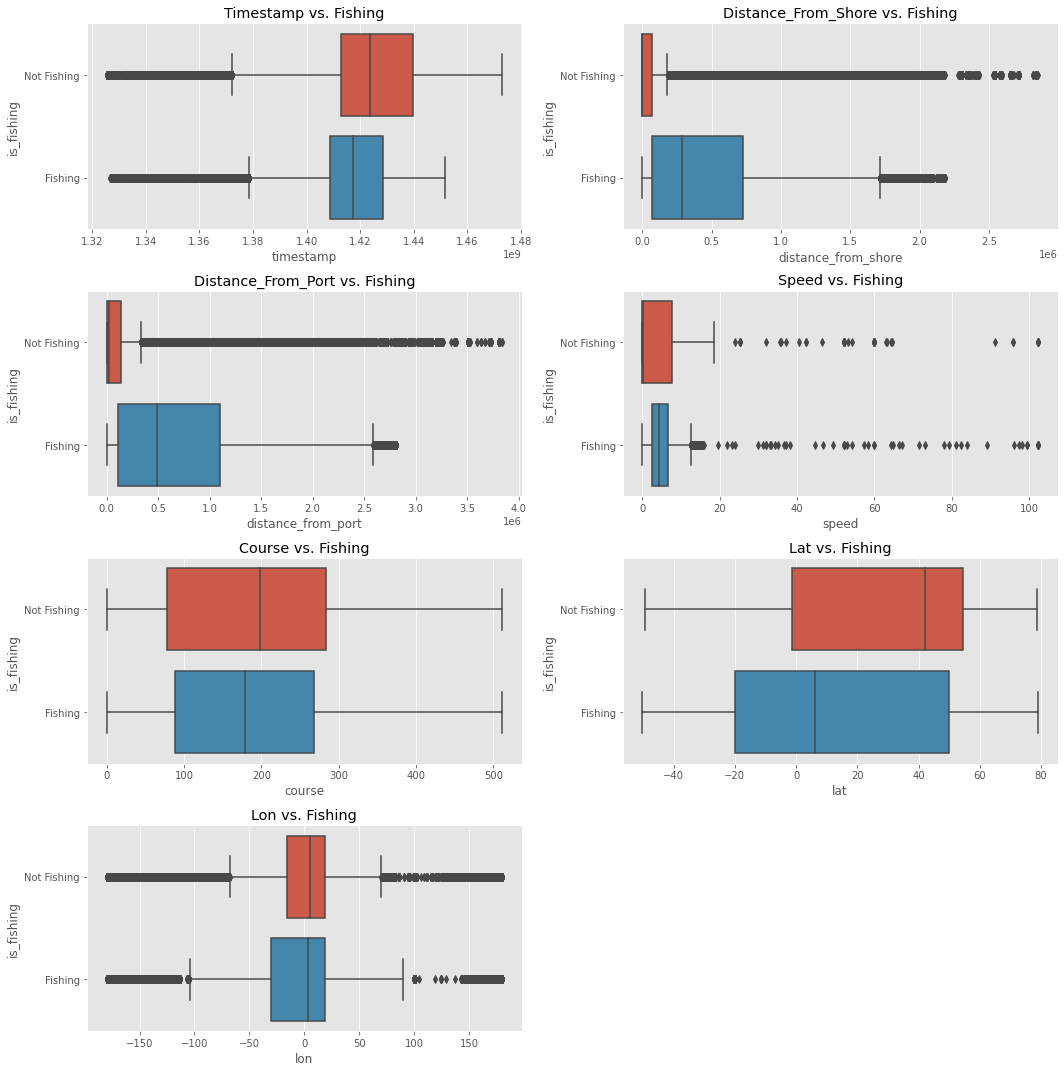 Timestamp vs. Fishing
is_fishing
Not Fishing
Fishing
1.32 1.34 1.36 1.38 1.40 1.42 1.44 1.46 1.48
1e9
timestamp
Distance_From_Shore vs. Fishing
is_fishing
Not Fishing
Fishing
0.0 0.5 1.0 1.5 2.0 2.5
1e6
distance_from_shore
Distance_From_Port vs. Fishing
is_fishing
Not Fishing
Fishing
0.0 0.5 1.0 1.5 2.0 2.5 3.0 3.5 4.0
1e6
distance_from_port
Speed vs. Fishing
is_fishing
Not Fishing
Fishing
0 20 40 60 80 100
speed
Course vs. Fishing
is_fishing
Not Fishing
Fishing
0 100 200 300 400 500
course
Lat vs. Fishing
is_fishing
Not Fishing
Fishing
−40 −20 0 20 40 60 80
lat
Lon vs. Fishing
is_fishing
Not Fishing
Fishing
−150 −100 −50 0 50 100 150
lon